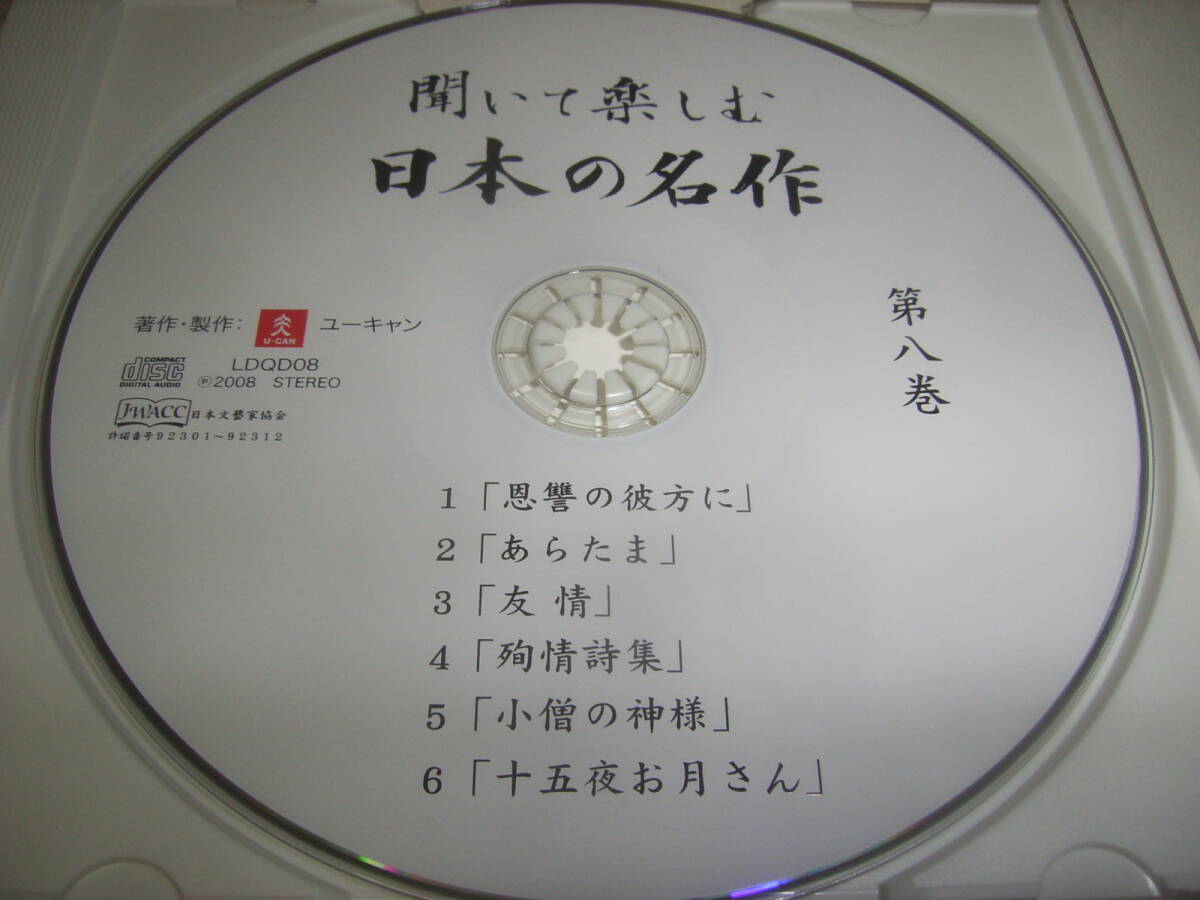 聞いて楽しむ
日本の名作
第八巻
著作・製作: U-CAN ユーキャン
COMPACT
disc
DIGITAL AUDIO
LDQD08
Ⓟ2008 STEREO
JWACC 日本文藝家協会
許諾番号92301～92312
1「恩讐の彼方に」
2「あらたま」
3「友 情」
4「殉情詩集」
5「小僧の神様」
6「十五夜お月さん」